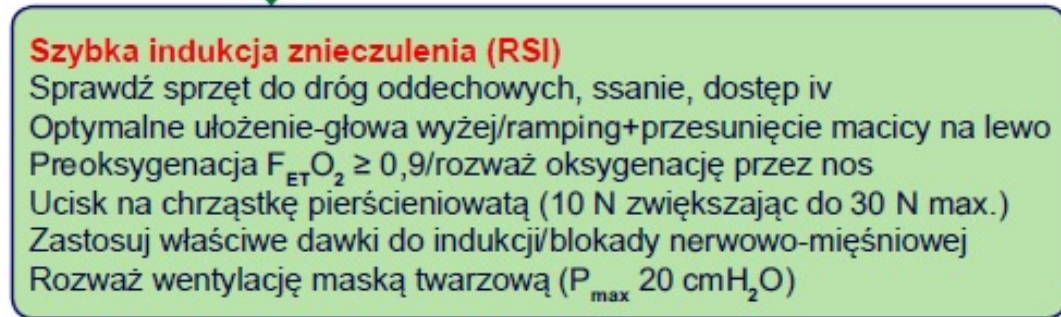 Szybka indukcja znieczulenia (RSI)
Sprawdź sprzęt do dróg oddechowych, ssanie, dostęp iv
Optymalne ułożenie-głowa wyżej/ramping+przesunięcie macicy na lewo
Preoksygenacja F_ETO₂ ≥ 0,9/rozważ oksygenację przez nos
Ucisk na chrząstkę pierścieniowatą (10 N zwiększając do 30 N max.)
Zastosuj właściwe dawki do indukcji/blokady nerwowo-mięśniowej
Rozważ wentylację maską twarzową (P_max 20 cmH₂O)